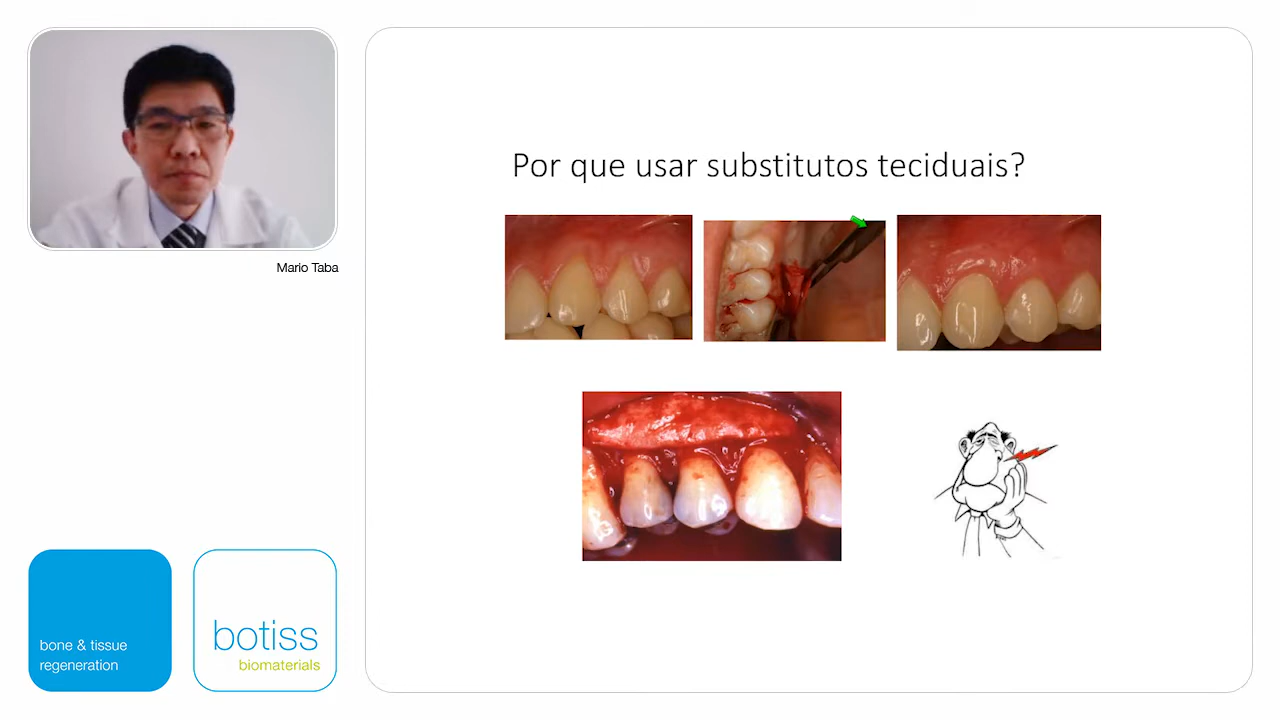 Mario Taba
Por que usar substitutos teciduais?
bone & tissue
regeneration
botiss
biomaterials